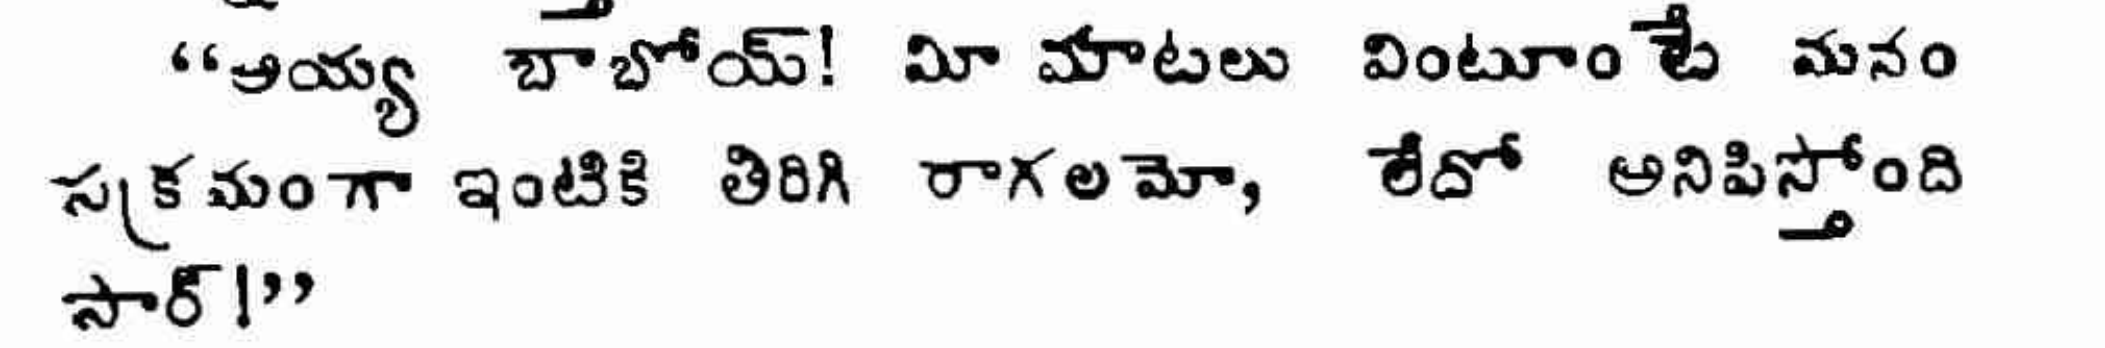 “అయ్య బాబోయ్! మీ మాటలు వింటూంటే మనం
సక్రమంగా ఇంటికి తిరిగి రాగలమో, లేదో అనిపిస్తోంది
సార్!”